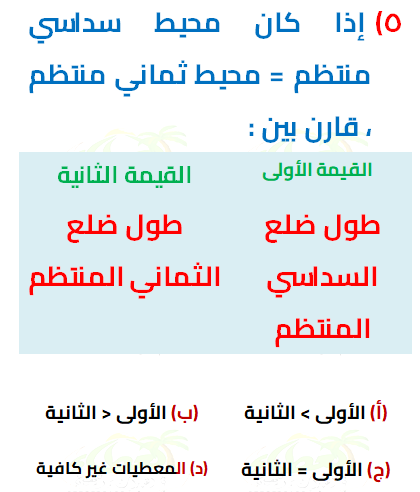 ٥) إذا كان محيط سداسي
منتظم = محيط ثماني منتظم
، قارن بين :
القيمة الأولى القيمة الثانية
طول ضلع طول ضلع
السداسي الثماني المنتظم
المنتظم
(أ) الأولى > الثانية (ب) الأولى < الثانية
(ج) الأولى = الثانية (د) المعطيات غير كافية